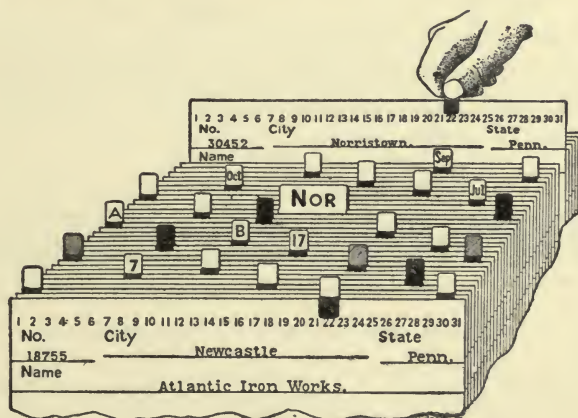 1 2 3 4 5 6 7 8 9 10 11 12 13 14 15 16 17 18 19 20 21 22 23 24 25 26 27 28 29 30 31
No. City State
30452 Norristown. Penn.
Name
Oct Sep
Jul
A NOR
B 17
7
1 2 3 4 5 6 7 8 9 10 11 12 13 14 15 16 17 18 19 20 21 22 23 24 25 26 27 28 29 30 31
No. City State
18755 Newcastle Penn.
Name
Atlantic Iron Works.